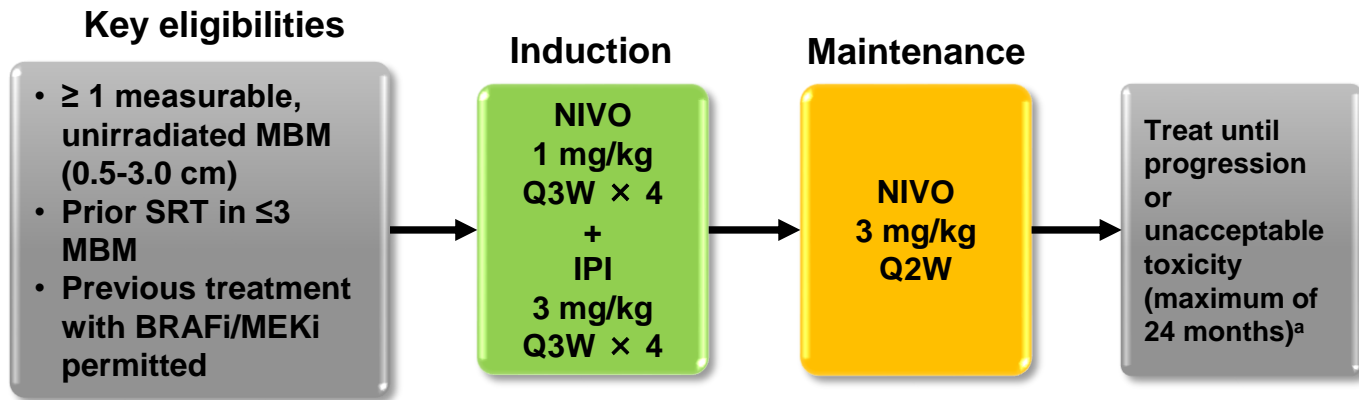 Key eligibilities
• ≥ 1 measurable,
unirradiated MBM
(0.5-3.0 cm)
• Prior SRT in ≤3
MBM
• Previous treatment
with BRAFi/MEKi
permitted
Induction
NIVO
1 mg/kg
Q3W × 4
+
IPI
3 mg/kg
Q3W × 4
Maintenance
NIVO
3 mg/kg
Q2W
Treat until
progression
or
unacceptable
toxicity
(maximum of
24 months)ᵃ